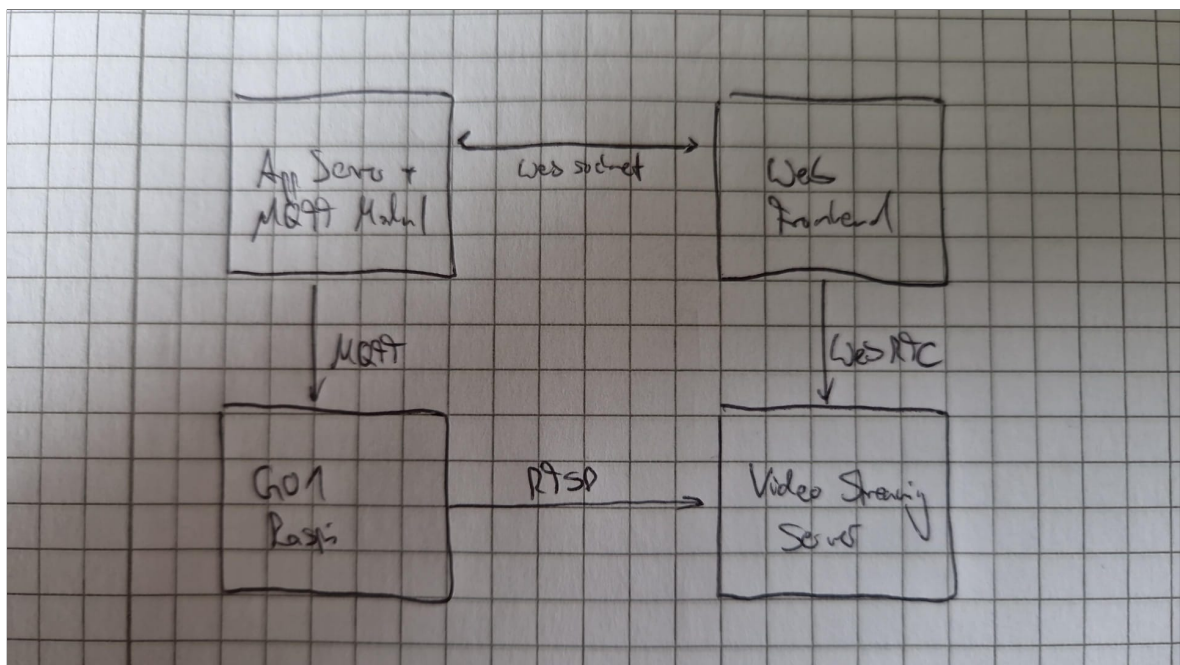 App Server +
MQTT Modul
Web socket
Web
Frontend
MQTT
WebRTC
GO1
Raspi
RTSP
Video Streaming
Server